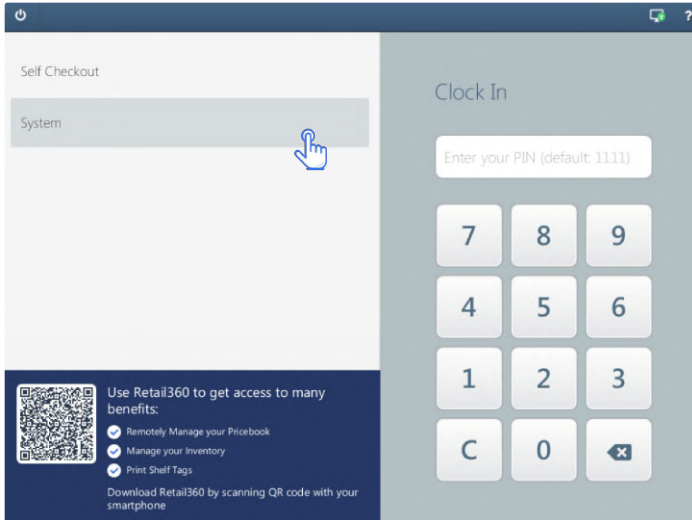 ?
Self Checkout
System
Use Retail360 to get access to many
benefits:
Remotely Manage your Pricebook
Manage your Inventory
Print Shelf Tags
Download Retail360 by scanning QR code with your
smartphone
Clock In
Enter your PIN (default: 1111)
7 8 9
4 5 6
1 2 3
C 0